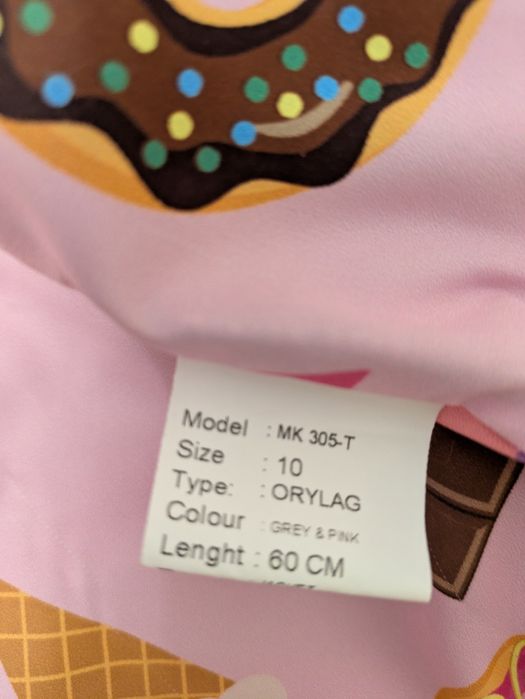 Model : MK 305-T
Size : 10
Type: : ORYLAG
Colour : GREY & PINK
Lenght : 60 CM